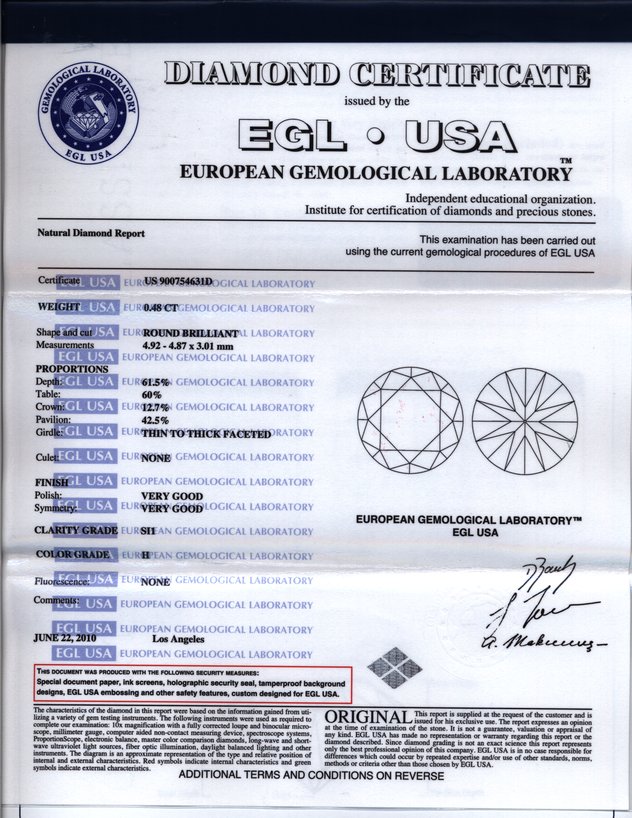 GEMOLOGICAL LABORATORY
EGL USA
DIAMOND CERTIFICATE
issued by the
EGL • USA
EUROPEAN GEMOLOGICAL LABORATORY™
Independent educational organization.
Institute for certification of diamonds and precious stones.
Natural Diamond Report
This examination has been carried out
using the current gemological procedures of EGL USA
Certificate US 900754631D
WEIGHT 0.48 CT
Shape and cut ROUND BRILLIANT
Measurements 4.92 - 4.87 x 3.01 mm
PROPORTIONS
Depth: 61.5%
Table: 60%
Crown: 12.7%
Pavilion: 42.5%
Girdle: THIN TO THICK FACETED
Culet: NONE
FINISH
Polish: VERY GOOD
Symmetry: VERY GOOD
CLARITY GRADE SI1
COLOR GRADE H
Fluorescence: NONE
Comments:
JUNE 22, 2010 Los Angeles
EGL USA EUROPEAN GEMOLOGICAL LABORATORY
EUROPEAN GEMOLOGICAL LABORATORY™
EGL USA
THIS DOCUMENT WAS PRODUCED WITH THE FOLLOWING SECURITY MEASURES:
Special document paper, ink screens, holographic security seal, tamperproof background
designs, EGL USA embossing and other safety features, custom designed for EGL USA.
The characteristics of the diamond in this report were based on the information gained from uti-
lizing a variety of gem testing instruments. The following instruments were used as required to
complete our examination: 10x magnification with a fully corrected loupe and binocular micro-
scope, millimeter gauge, computer aided non-contact measuring device, spectroscope systems,
Proportion scope, electronic balance, master color comparison diamonds, long-wave and short-
wave ultraviolet light sources, fiber optic illumination, daylight balanced lighting and other
instruments. The diagram is an approximate representation of the type and relative position of
internal and external characteristics. Red symbols indicate internal characteristics and green
symbols indicate external characteristics.
ORIGINAL This report is supplied at the request of the customer and is
issued for his exclusive use. The report expresses an opinion
at the time of examination of the stone. It is not a guarantee, valuation or appraisal of
any kind. EGL USA has made no representation or warranty regarding this report or the
diamond described. Since diamond grading is not an exact science this report represents
only the best professional opinion of this company. EGL USA is in no case responsible for
differences which could occur by repeated expertise and/or use of other standards, norms,
methods or criteria other than those chosen by EGL USA.
ADDITIONAL TERMS AND CONDITIONS ON REVERSE